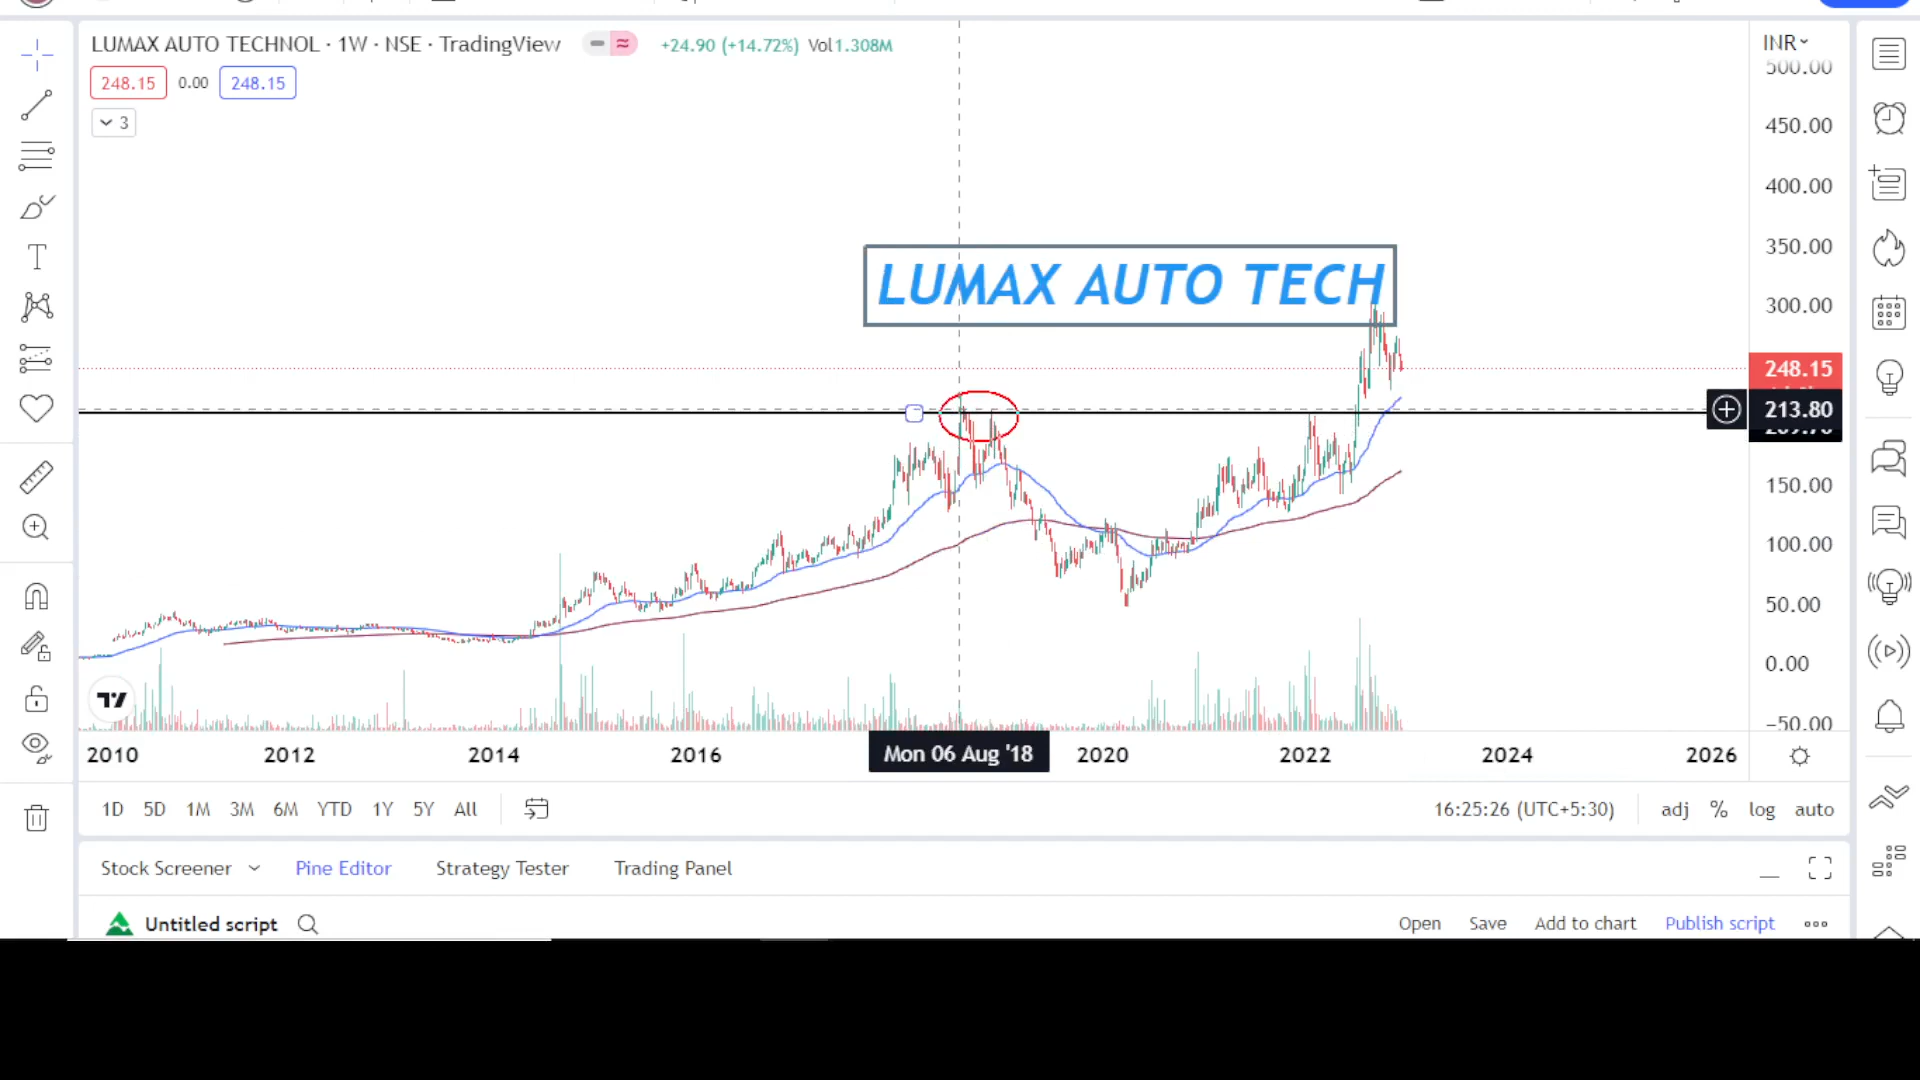 LUMAX AUTO TECHNOL · 1W · NSE · TradingView +24.90 (+14.72%) Vol1.308M
INR
500.00
248.15 0.00 248.15
3
450.00
400.00
350.00
LUMAX AUTO TECH
300.00
248.15
213.80
150.00
100.00
50.00
0.00
−50.00
2010 2012 2014 2016 Mon 06 Aug '18 2020 2022 2024 2026
1D 5D 1M 3M 6M YTD 1Y 5Y All 16:25:26 (UTC+5:30) adj % log auto
Stock Screener Pine Editor Strategy Tester Trading Panel
Untitled script Open Save Add to chart Publish script